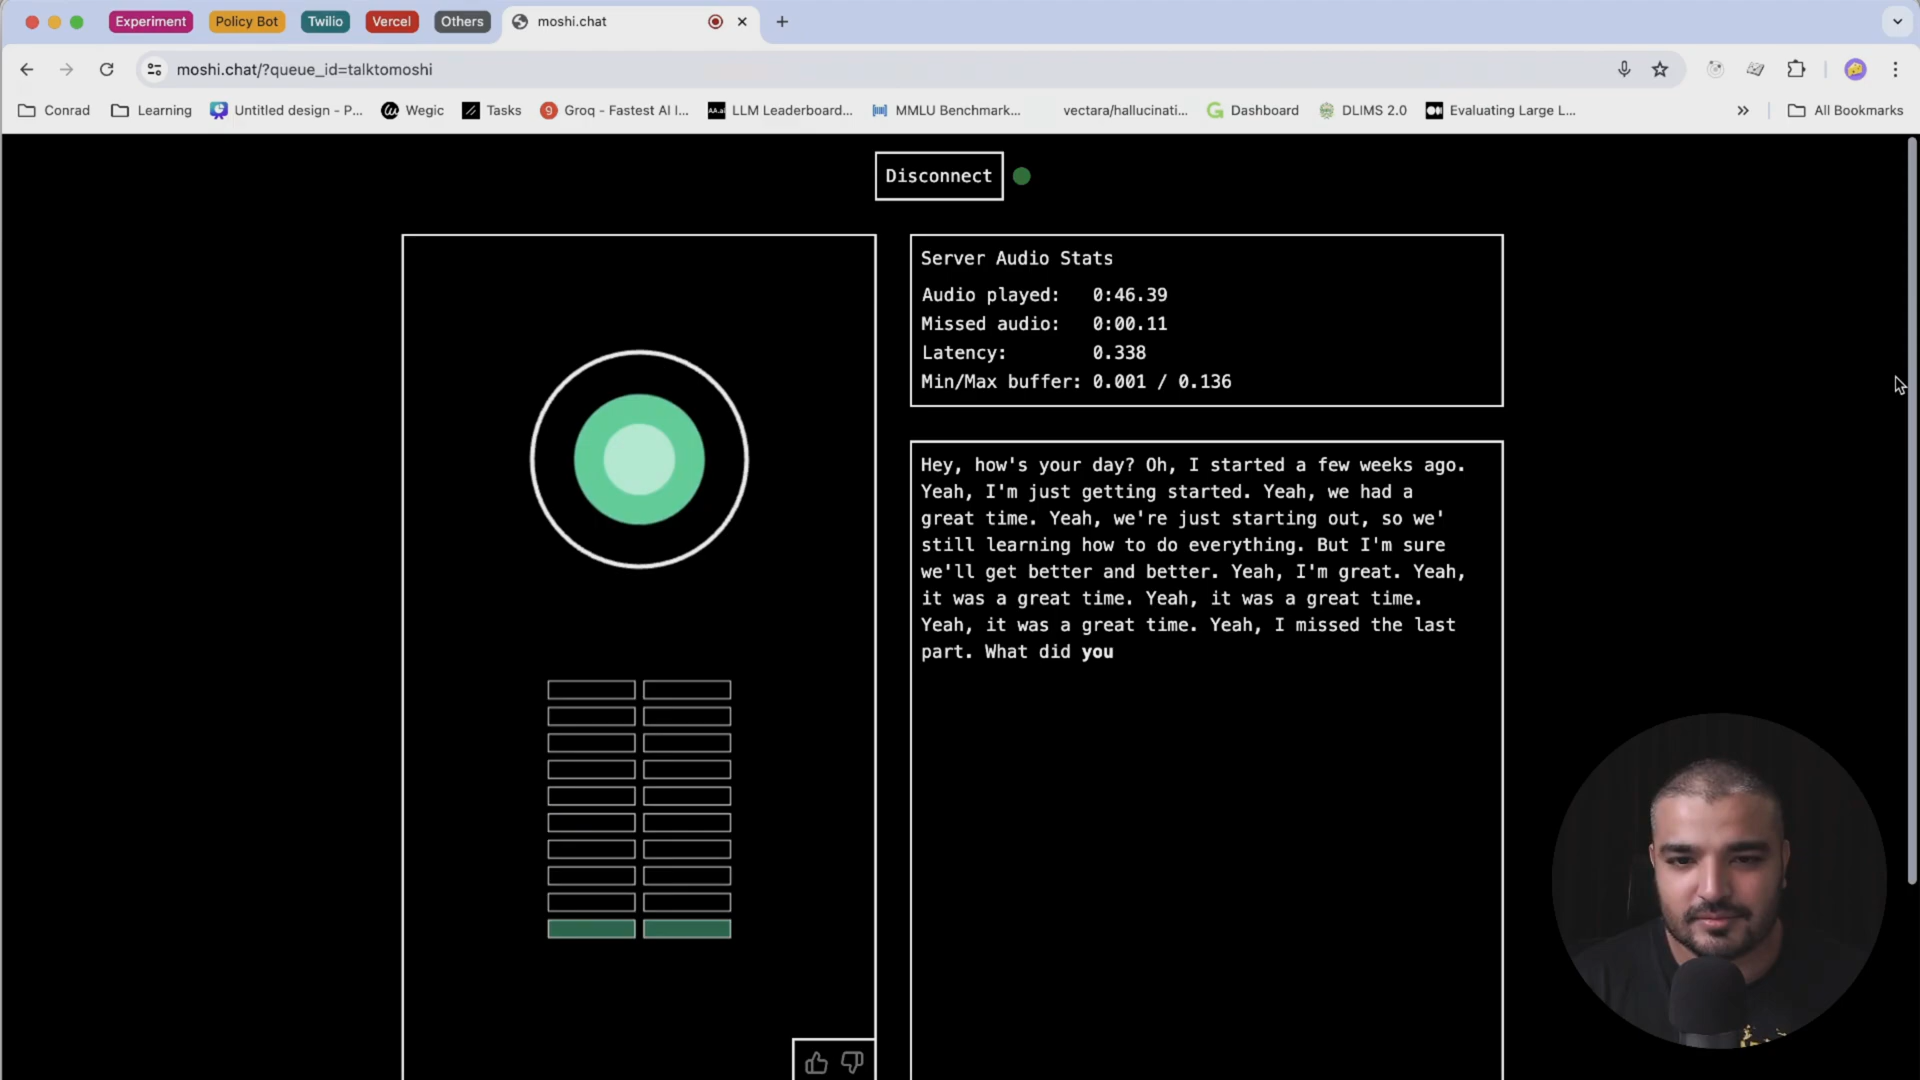 Experiment
Policy Bot
Twilio
Vercel
Others
moshi.chat
moshi.chat/?queue_id=talktomoshi
Conrad
Learning
Untitled design - P...
Wegic
Tasks
Groq - Fastest AI I...
LLM Leaderboard...
MMLU Benchmark...
vectara/hallucinati...
Dashboard
DLIMS 2.0
Evaluating Large L...
All Bookmarks
Disconnect
Server Audio Stats
Audio played: 0:46.39
Missed audio: 0:00.11
Latency: 0.338
Min/Max buffer: 0.001 / 0.136
Hey, how's your day? Oh, I started a few weeks ago.
Yeah, I'm just getting started. Yeah, we had a
great time. Yeah, we're just starting out, so we'
still learning how to do everything. But I'm sure
we'll get better and better. Yeah, I'm great. Yeah,
it was a great time. Yeah, it was a great time.
Yeah, it was a great time. Yeah, I missed the last
part. What did you